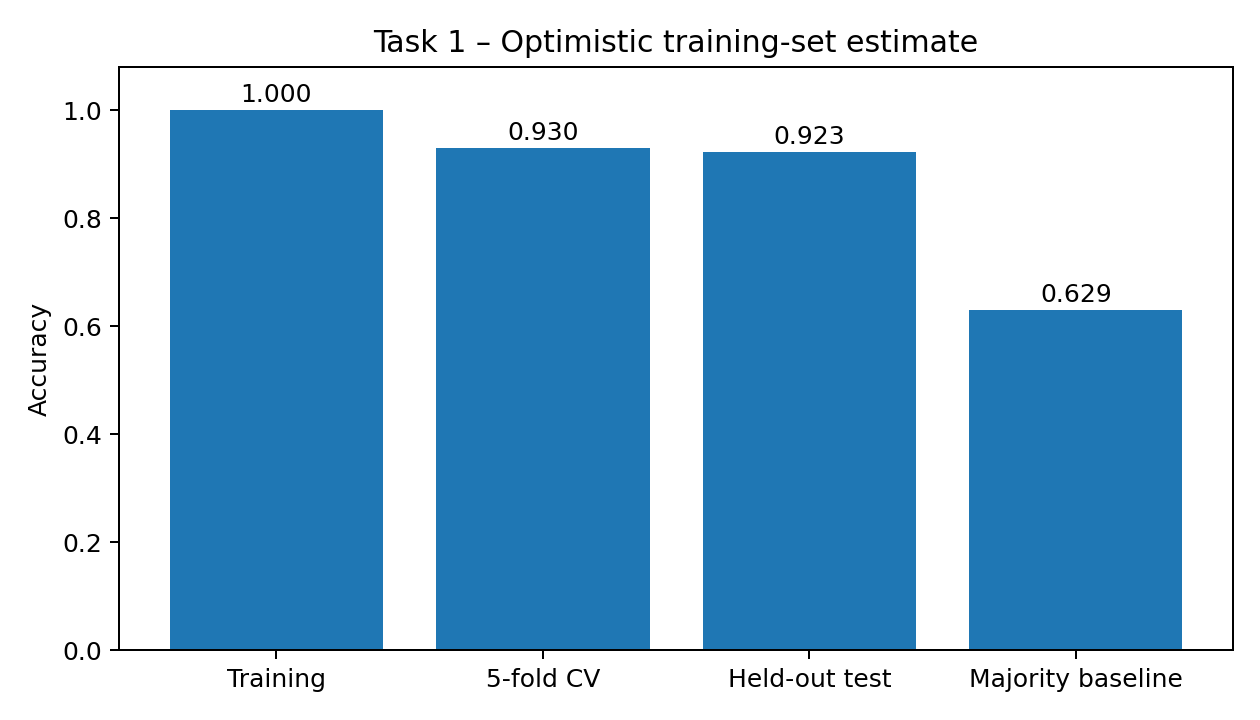 Task 1 – Optimistic training-set estimate
1.000
0.930
0.923
0.629
Accuracy
1.0
0.8
0.6
0.4
0.2
0.0
Training
5-fold CV
Held-out test
Majority baseline